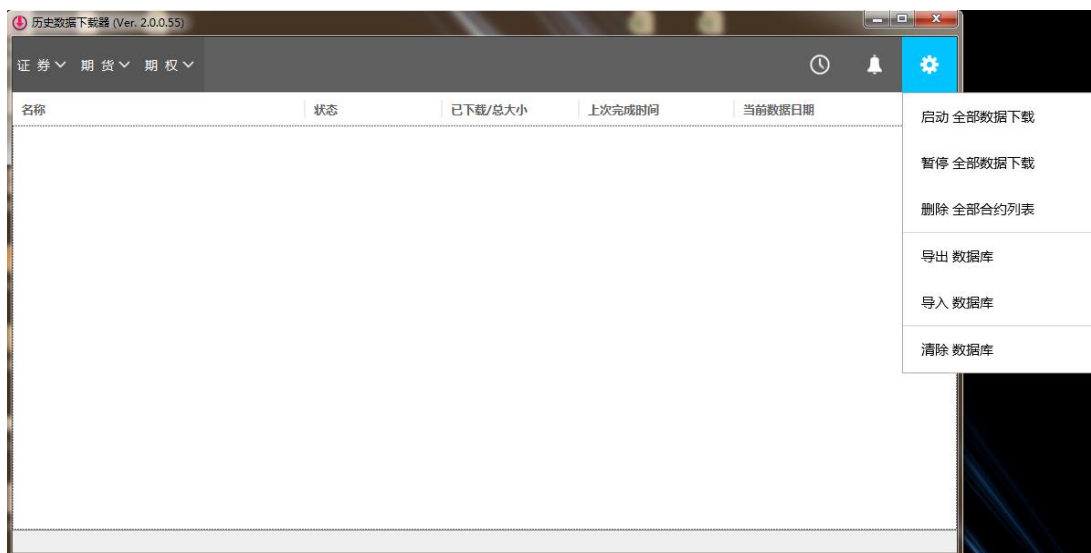 历史数据下载器 (Ver. 2.0.0.55)
证券 期货 期权
名称 状态 已下载/总大小 上次完成时间 当前数据日期
启动 全部数据下载
暂停 全部数据下载
删除 全部合约列表
导出 数据库
导入 数据库
清除 数据库